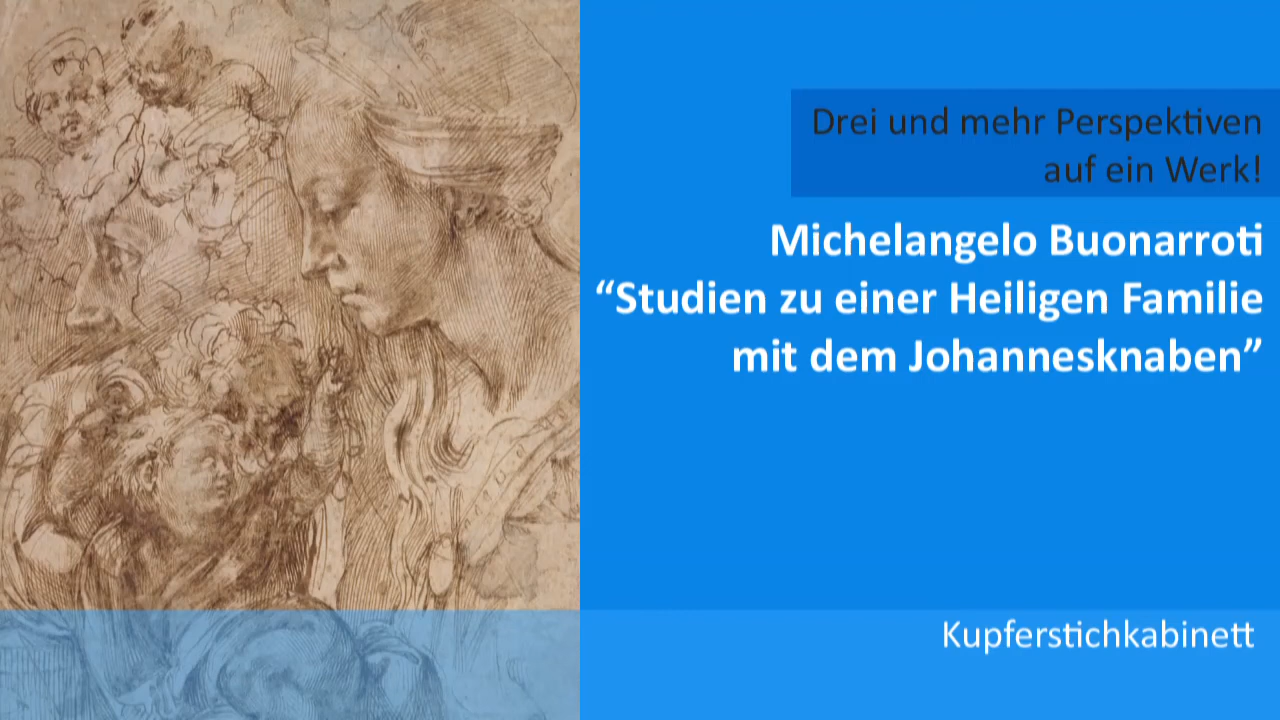 Drei und mehr Perspektiven
auf ein Werk!
Michelangelo Buonarroti
“Studien zu einer Heiligen Familie
mit dem Johannesknaben”
Kupferstichkabinett